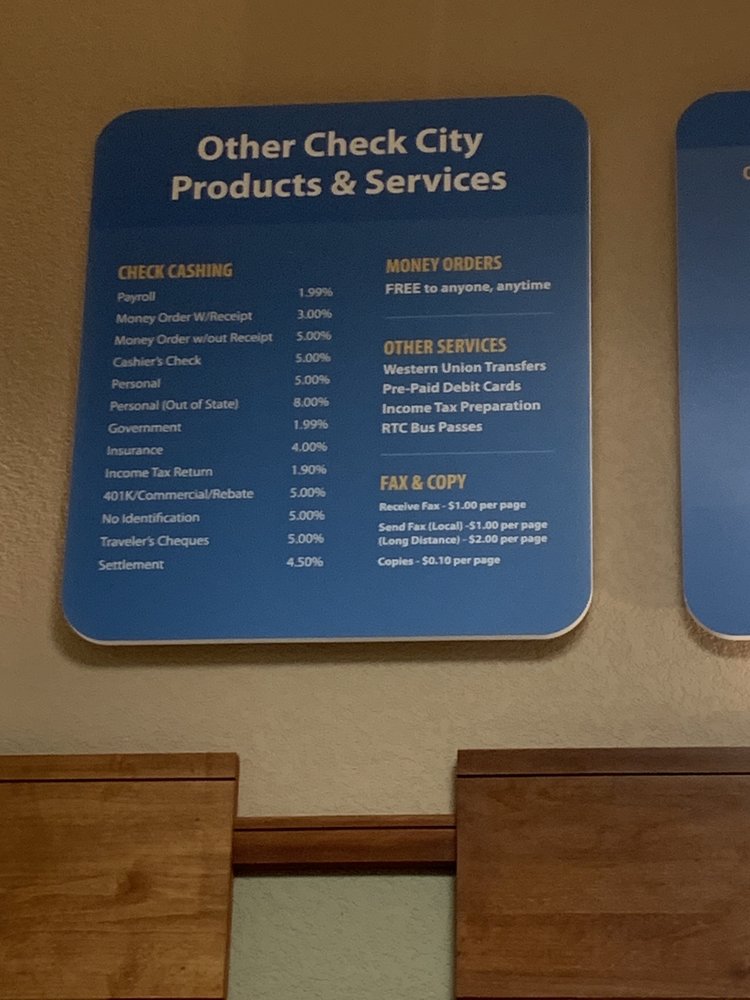 Other Check City
Products & Services
CHECK CASHING
Payroll 1.99%
Money Order W/Receipt 3.00%
Money Order w/out Receipt 5.00%
Cashier's Check 5.00%
Personal 5.00%
Personal (Out of State) 8.00%
Government 1.99%
Insurance 4.00%
Income Tax Return 1.90%
401K/Commercial/Rebate 5.00%
No Identification 5.00%
Traveler's Cheques 5.00%
Settlement 4.50%
MONEY ORDERS
FREE to anyone, anytime
OTHER SERVICES
Western Union Transfers
Pre-Paid Debit Cards
Income Tax Preparation
RTC Bus Passes
FAX & COPY
Receive Fax - $1.00 per page
Send Fax (Local) -$1.00 per page
(Long Distance) - $2.00 per page
Copies - $0.10 per page